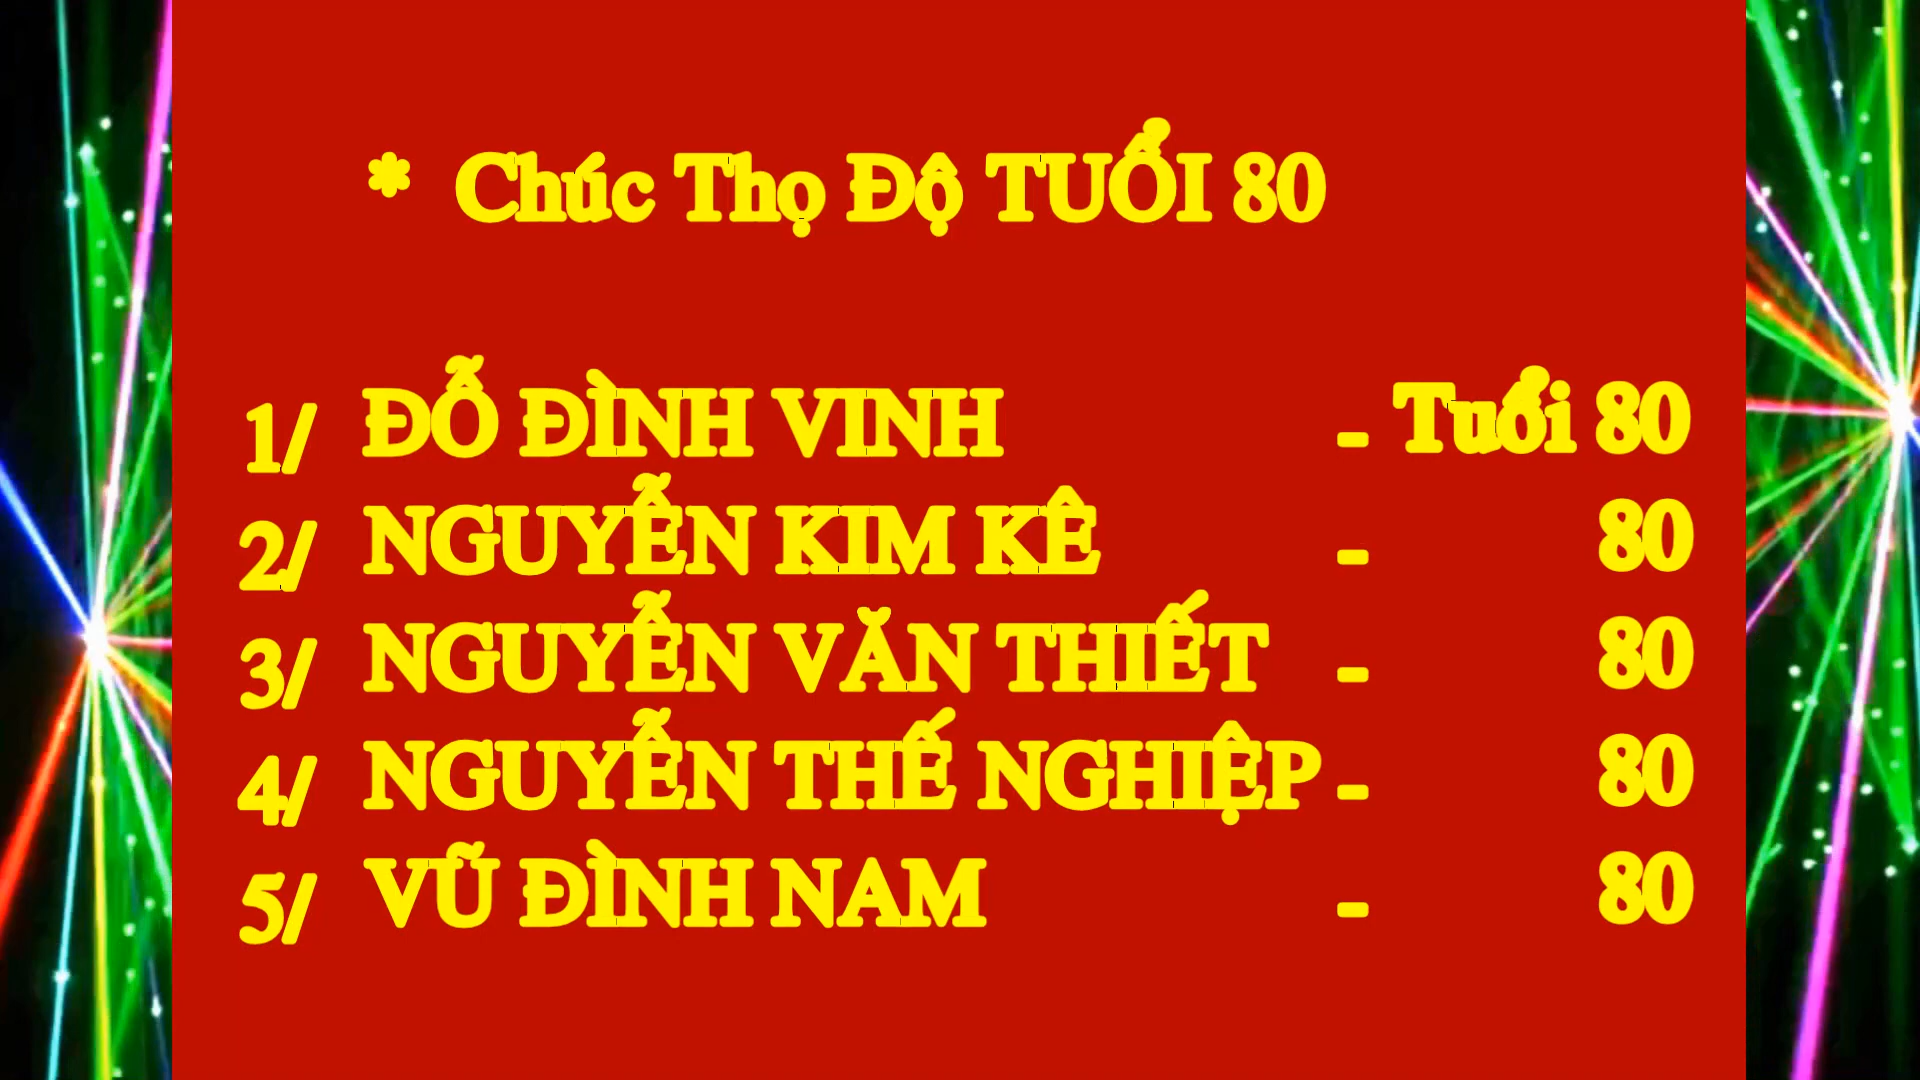 * Chúc Thọ Độ TUỔI 80
1/ ĐỖ ĐÌNH VINH - Tuổi 80
2/ NGUYỄN KIM KÊ - 80
3/ NGUYỄN VĂN THIẾT - 80
4/ NGUYỄN THẾ NGHIỆP - 80
5/ VŨ ĐÌNH NAM - 80